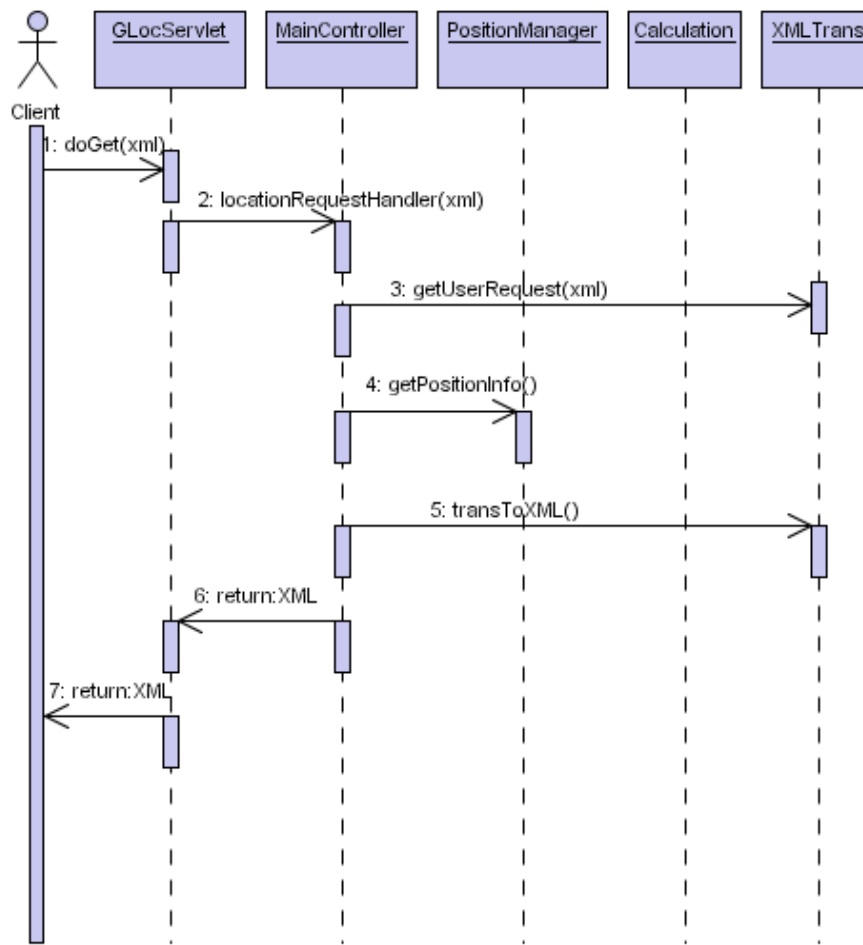 GLocServlet
MainController
PositionManager
Calculation
XMLTrans
Client
1: doGet(xml)
2: locationRequestHandler(xml)
3: getUserRequest(xml)
4: getPositionInfo()
5: transToXML()
6: return:XML
7: return:XML